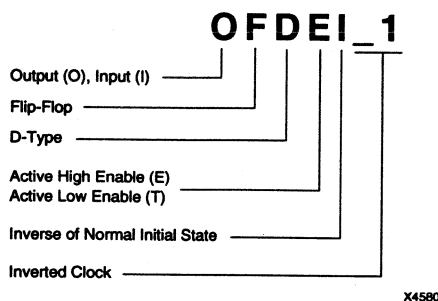 OFDEI_1
Output (O), Input (I)
Flip-Flop
D-Type
Active High Enable (E)
Active Low Enable (T)
Inverse of Normal Initial State
Inverted Clock
X4580